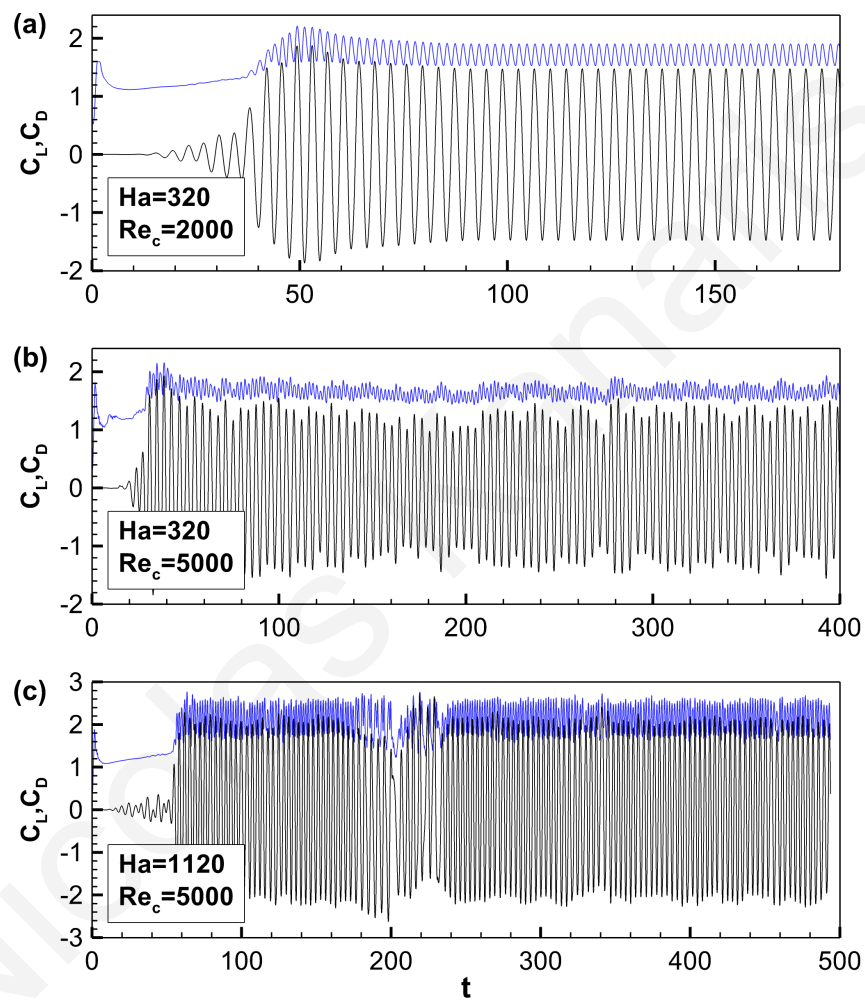 (a)
2
1
0
-1
-2
C_L,C_D
Ha=320
Re_c=2000
0 50 100 150
(b)
2
1
0
-1
-2
C_L,C_D
Ha=320
Re_c=5000
0 100 200 300 400
(c)
3
2
1
0
-1
-2
-3
C_L,C_D
Ha=1120
Re_c=5000
0 100 200 300 400 500
t